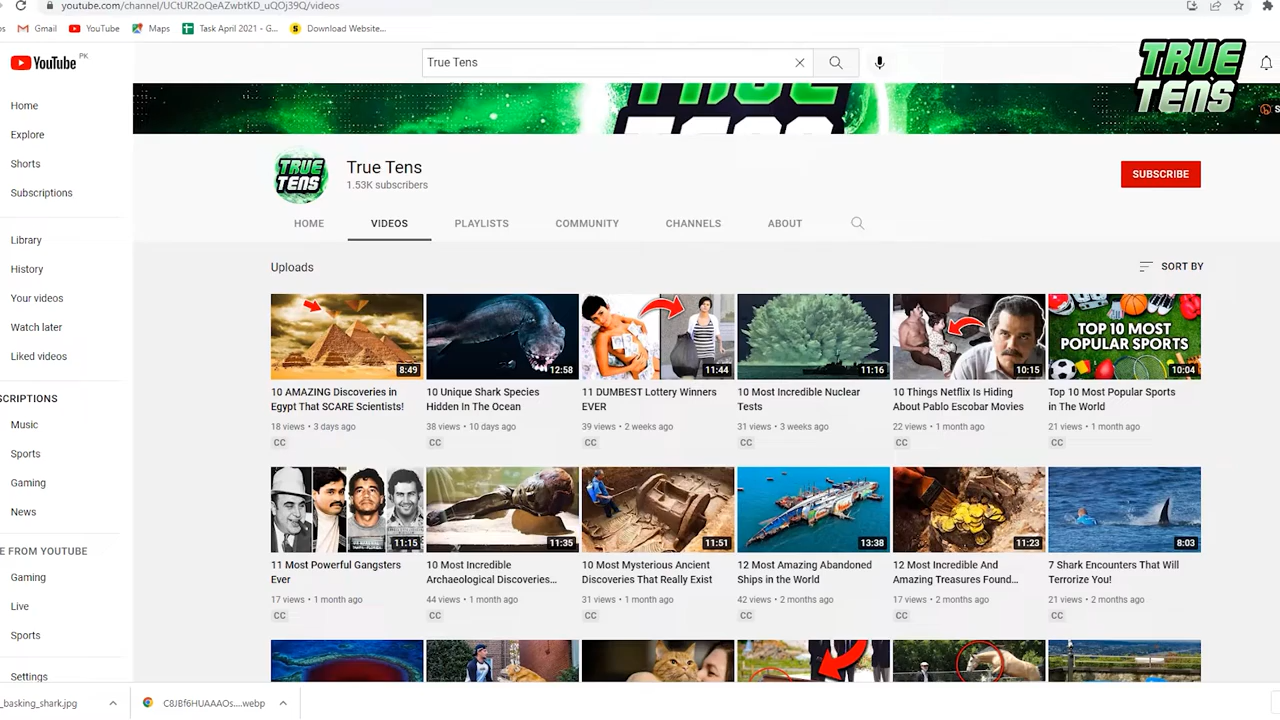 youtube.com/channel/UCtUR2oQeAZwbtKD_uQOj39Q/videos
Gmail YouTube Maps Task April 2021 - G... Download Website...
YouTube PK
True Tens
TRUE
TENS
Home
Explore
Shorts
Subscriptions
Library
History
Your videos
Watch later
Liked videos
SCRIPTIONS
Music
Sports
Gaming
News
E FROM YOUTUBE
Gaming
Live
Sports
Settings
TRUE
TENS
TRUE
TENS
True Tens
1.53K subscribers
SUBSCRIBE
HOME VIDEOS PLAYLISTS COMMUNITY CHANNELS ABOUT
Uploads
SORT BY
8:49
10 AMAZING Discoveries in
Egypt That SCARE Scientists!
18 views • 3 days ago
CC
12:58
10 Unique Shark Species
Hidden In The Ocean
38 views • 10 days ago
CC
11:44
11 DUMBEST Lottery Winners
EVER
39 views • 2 weeks ago
CC
11:16
10 Most Incredible Nuclear
Tests
31 views • 3 weeks ago
CC
10:15
10 Things Netflix is Hiding
About Pablo Escobar Movies
22 views • 1 month ago
CC
TOP 10 MOST
POPULAR SPORTS
10:04
Top 10 Most Popular Sports
in The World
21 views • 1 month ago
CC
11:15
11 Most Powerful Gangsters
Ever
17 views • 1 month ago
CC
11:35
10 Most Incredible
Archaeological Discoveries...
44 views • 1 month ago
CC
11:51
10 Most Mysterious Ancient
Discoveries That Really Exist
31 views • 1 month ago
CC
13:38
12 Most Amazing Abandoned
Ships in the World
42 views • 2 months ago
CC
11:23
12 Most Incredible And
Amazing Treasures Found...
17 views • 2 months ago
CC
8:03
7 Shark Encounters That Will
Terrorize You!
21 views • 2 months ago
CC
_basking_shark.jpg
C8JBf6HUAAAOs....webp